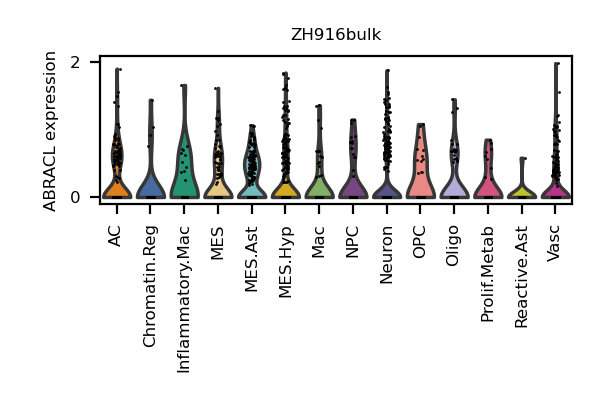 ZH916bulk
ABRACL expression
2
0
AC
Chromatin.Reg
Inflammatory.Mac
MES
MES.Ast
MES.Hyp
Mac
NPC
Neuron
OPC
Oligo
Prolif.Metab
Reactive.Ast
Vasc